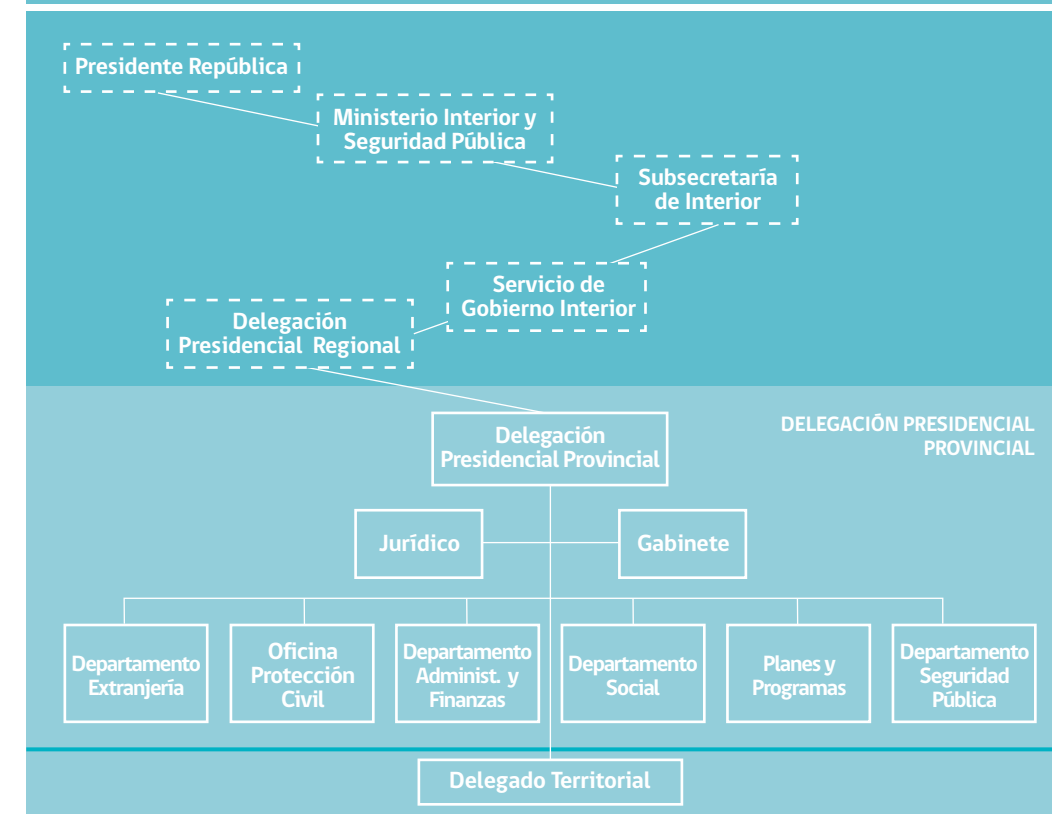 Presidente República
Ministerio Interior y
Seguridad Pública
Subsecretaría
de Interior
Servicio de
Gobierno Interior
Delegación
Presidencial Regional
DELEGACIÓN PRESIDENCIAL
PROVINCIAL
Delegación
Presidencial Provincial
Jurídico
Gabinete
Departamento
Extranjería
Oficina
Protección
Civil
Departamento
Administ. y
Finanzas
Departamento
Social
Planes y
Programas
Departamento
Seguridad
Pública
Delegado Territorial